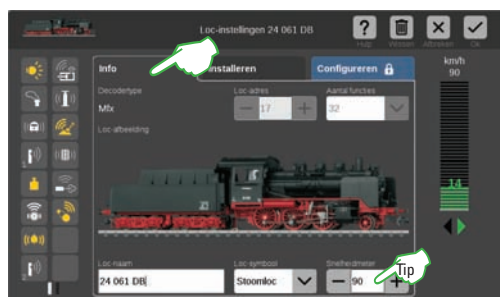 Loc-instellingen 24 061 DB
?
Help
Wissen
Afbreken
Ok
Info
Installeren
Configureren
km/h
90
Decodertype
Loc-adres
Aantal functies
Mfx
17
32
Loc-afbeelding
14
Loc-naam
Loc-symbool
Snelheidmeter
24 061 DB
Stoomloc
90
Tip